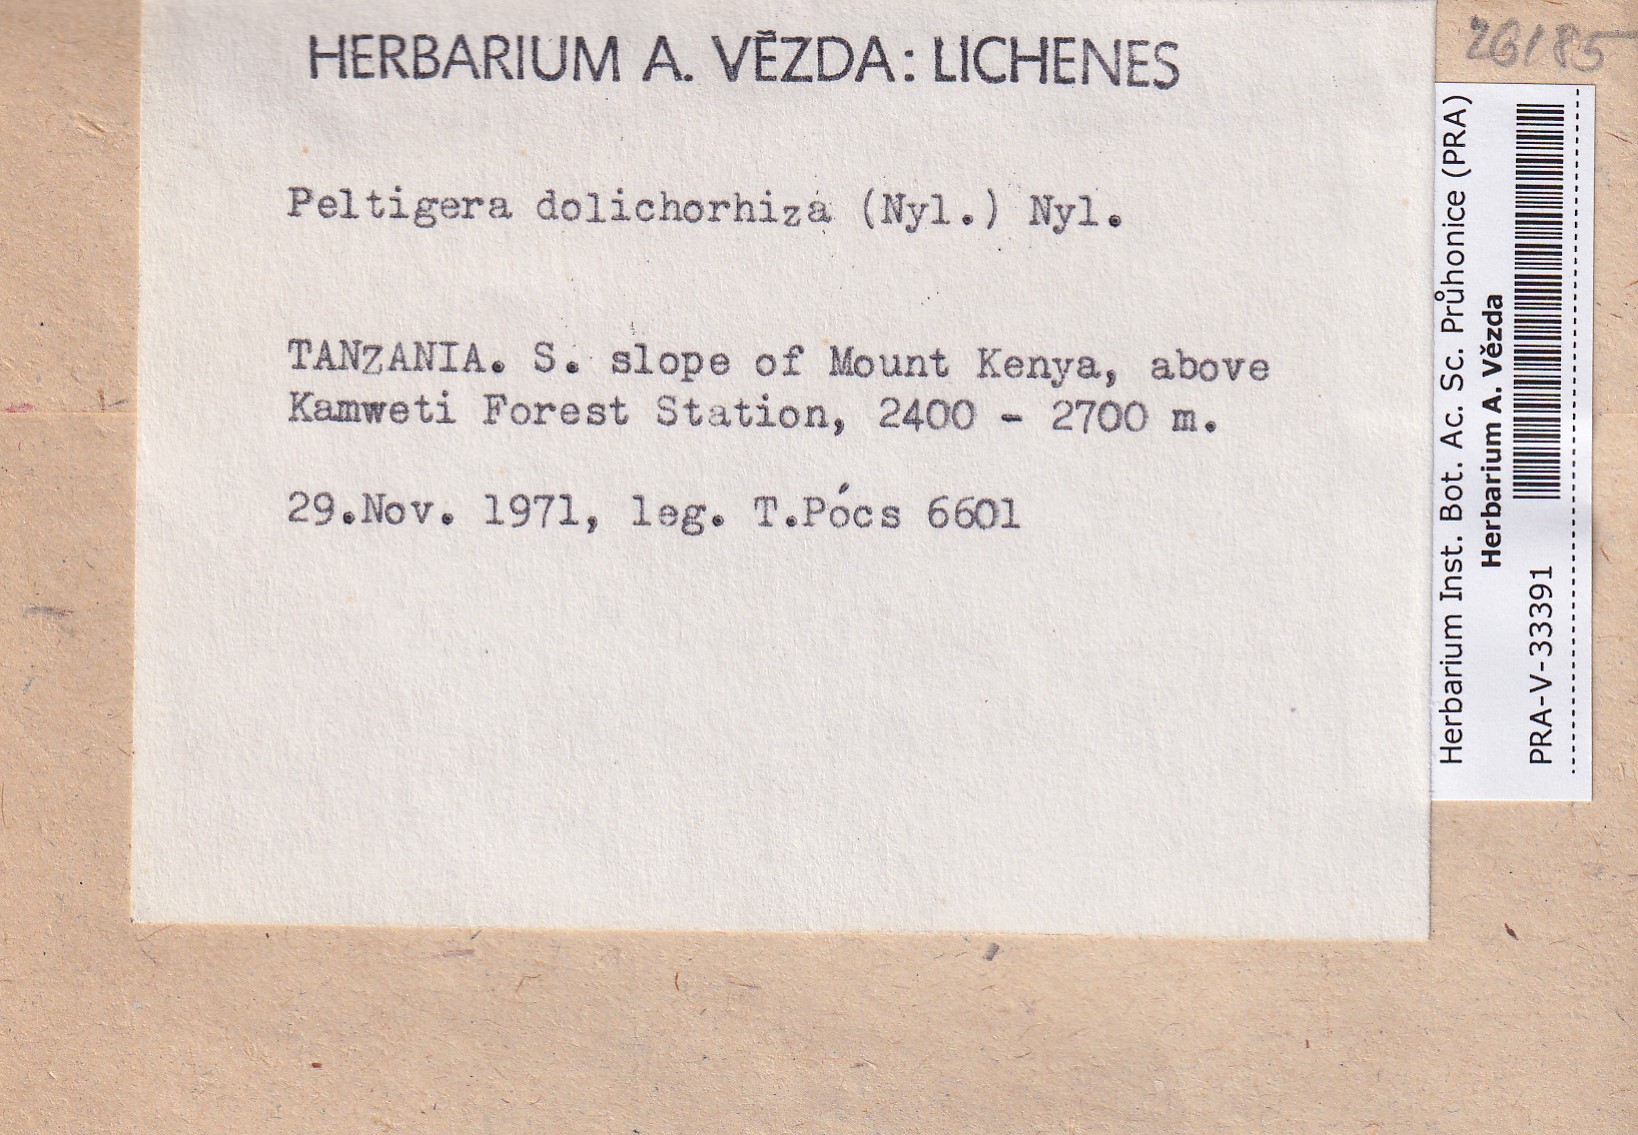 HERBARIUM A. VĚZDA: LICHENES
Peltigera dolichorhiza (Nyl.) Nyl.
TANZANIA. S. slope of Mount Kenya, above
Kamweti Forest Station, 2400 - 2700 m.
29.Nov. 1971, leg. T.Pócs 6601
26185
Herbarium Inst. Bot. Ac. Sc. Průhonice (PRA)
Herbarium A. Vězda
PRA-V-33391